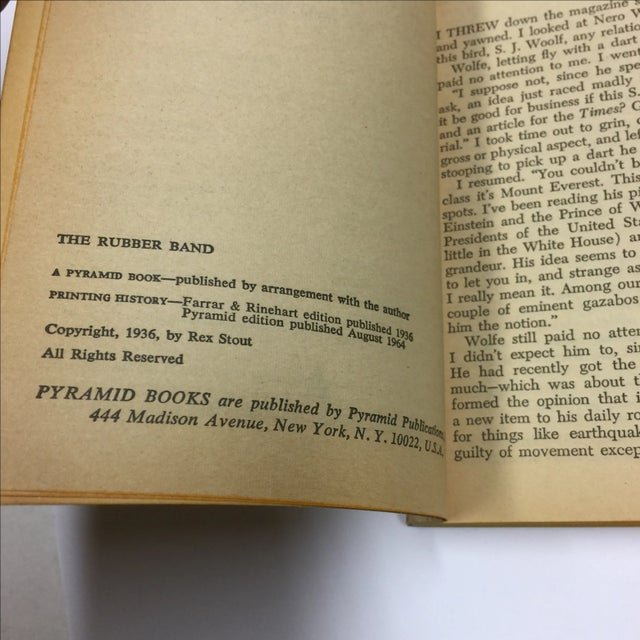 THE RUBBER BAND
A PYRAMID BOOK—published by arrangement with the author
PRINTING HISTORY—Farrar & Rinehart edition published 1936
Pyramid edition published August 1964
Copyright, 1936, by Rex Stout
All Rights Reserved
PYRAMID BOOKS are published by Pyramid Publications,
444 Madison Avenue, New York, N. Y. 10022, U.S.A.
I THREW down the magazine
and yawned. I looked at Nero W
this bird, S. J. Woolf, any relatio
Wolfe, letting fly with a dart
paid no attention to me. I went
"I suppose not, since he spe
ask, an idea just raced madly
it be good for business if this S.
and an article for the Times? C
rial." I took time out to grin,
gross or physical aspect, and lef
stooping to pick up a dart he
I resumed. "You couldn't b
class it's Mount Everest. This
spots. I've been reading his pi
Einstein and the Prince of W
Presidents of the United Sta
little in the White House) an
grandeur. His idea seems to
to let you in, and strange as
I really mean it. Among our
couple of eminent gazabos
him the notion."
Wolfe still paid no atten
I didn't expect him to, sin
He had recently got the
much—which was about t
formed the opinion that i
a new item to his daily ro
for things like earthquak
guilty of movement excep